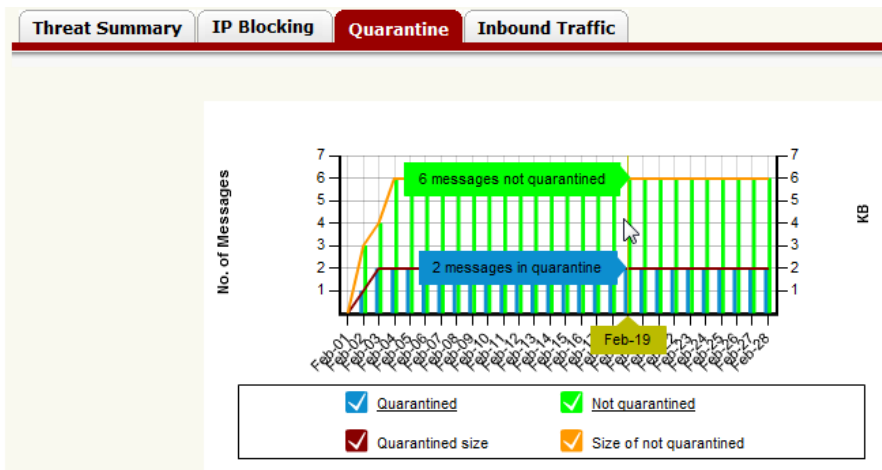 Threat Summary IP Blocking Quarantine Inbound Traffic
7 7
6 6 messages not quarantined 6
5 5
No. of Messages KB
4 4
3 3
2 2 messages in quarantine 2
1 1
Feb-01 Feb-02 Feb-03 Feb-04 Feb-05 Feb-06 Feb-07 Feb-08 Feb-09 Feb-10 Feb-11 Feb-12 Feb-13 Feb-14 Feb-15 Feb-16 Feb-19 Feb-23 Feb-24 Feb-25 Feb-26 Feb-27 Feb-28
Quarantined Not quarantined
Quarantined size Size of not quarantined